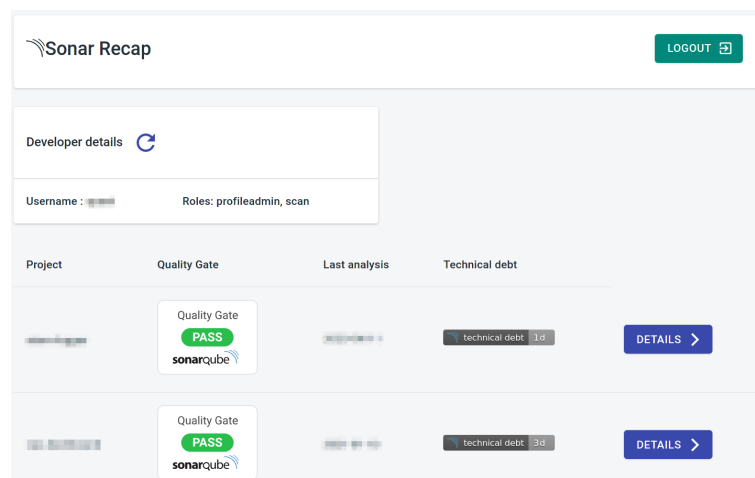 Sonar Recap
LOGOUT
Developer details
Username :
Roles: profileadmin, scan
Project Quality Gate Last analysis Technical debt
Quality Gate
PASS
sonarqube
technical debt 1d
DETAILS
Quality Gate
PASS
sonarqube
technical debt 3d
DETAILS